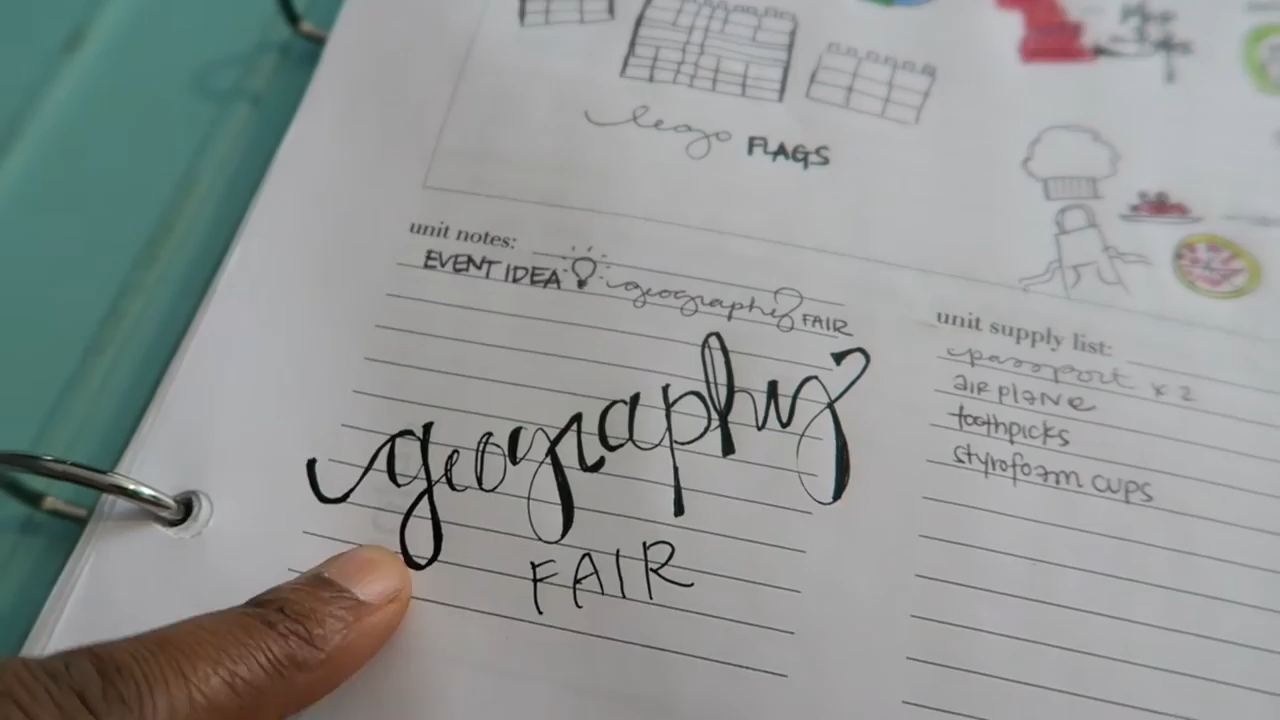 lego FLAGS
unit notes:
EVENT IDEA geography FAIR
geography
FAIR
unit supply list:
passport x 2
airplane
toothpicks
styrofoam cups